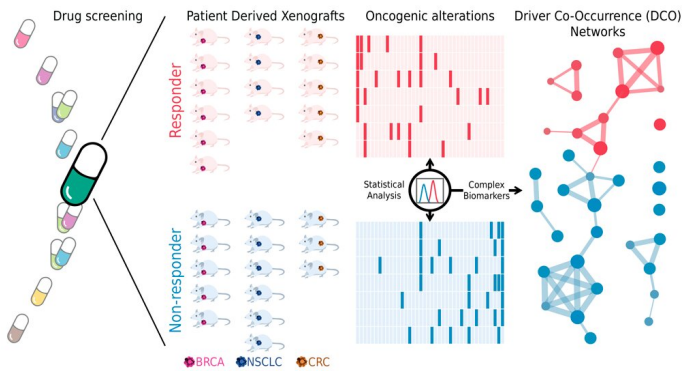 Drug screening
Patient Derived Xenografts
Oncogenic alterations
Driver Co-Occurrence (DCO)
Networks
Responder
Non-responder
Statistical
Analysis
Complex
Biomarkers
BRCA
NSCLC
CRC